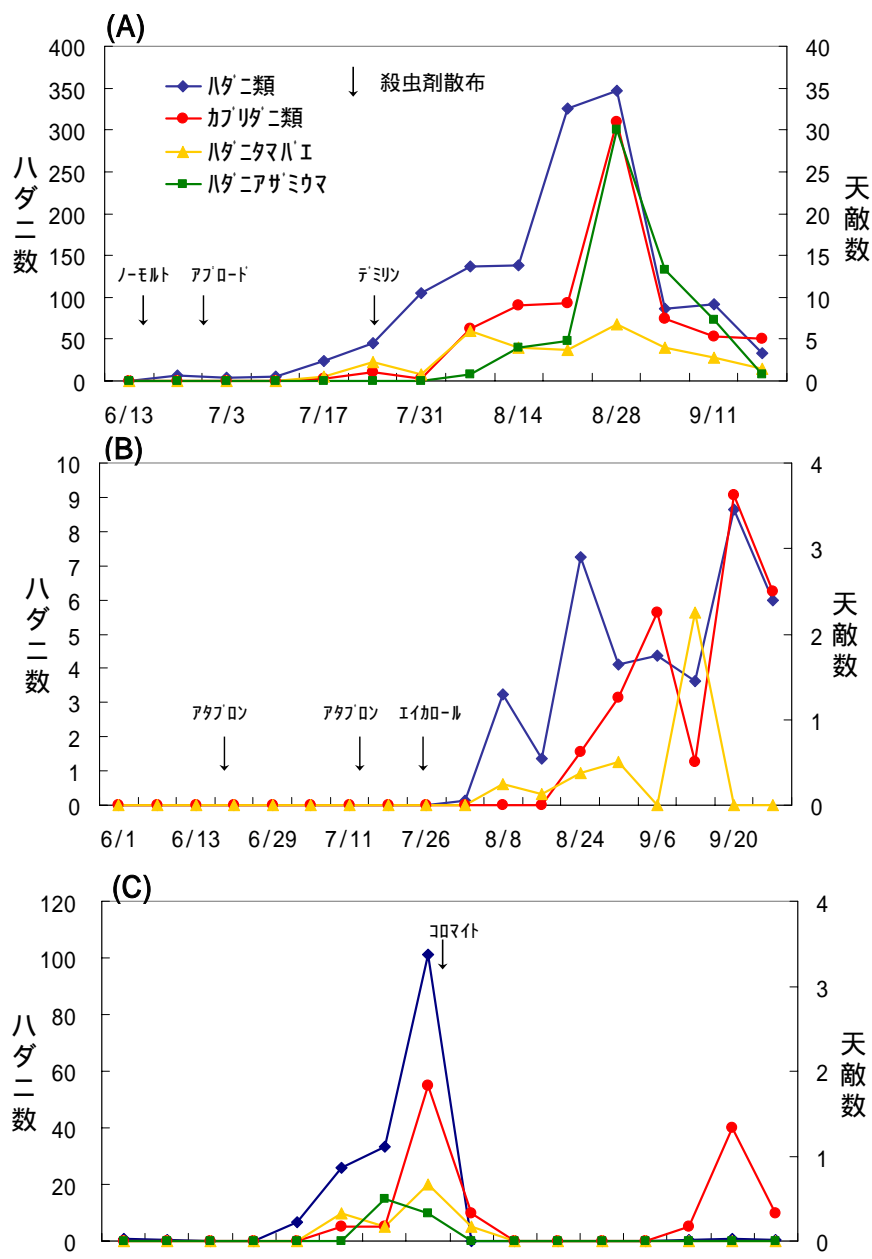 (A)
400 40
350 35
300 30
250 25
200 20
150 15
100 10
50 5
0 0
ハダニ類
カブリダニ類
ハダニタマバエ
ハダニアザミウマ
殺虫剤散布
ハダニ数
天敵数
ノーモルト アプロード デミリン
6/13 7/3 7/17 7/31 8/14 8/28 9/11
(B)
10 4
9
8 3
7
6
5 2
4
3 1
2
1
0 0
ハダニ数
天敵数
アタブロン アタブロン エイカロール
6/1 6/13 6/29 7/11 7/26 8/8 8/24 9/6 9/20
(C)
120 4
100
80 3
60 2
40
20 1
0 0
コロマイト
ハダニ数
天敵数